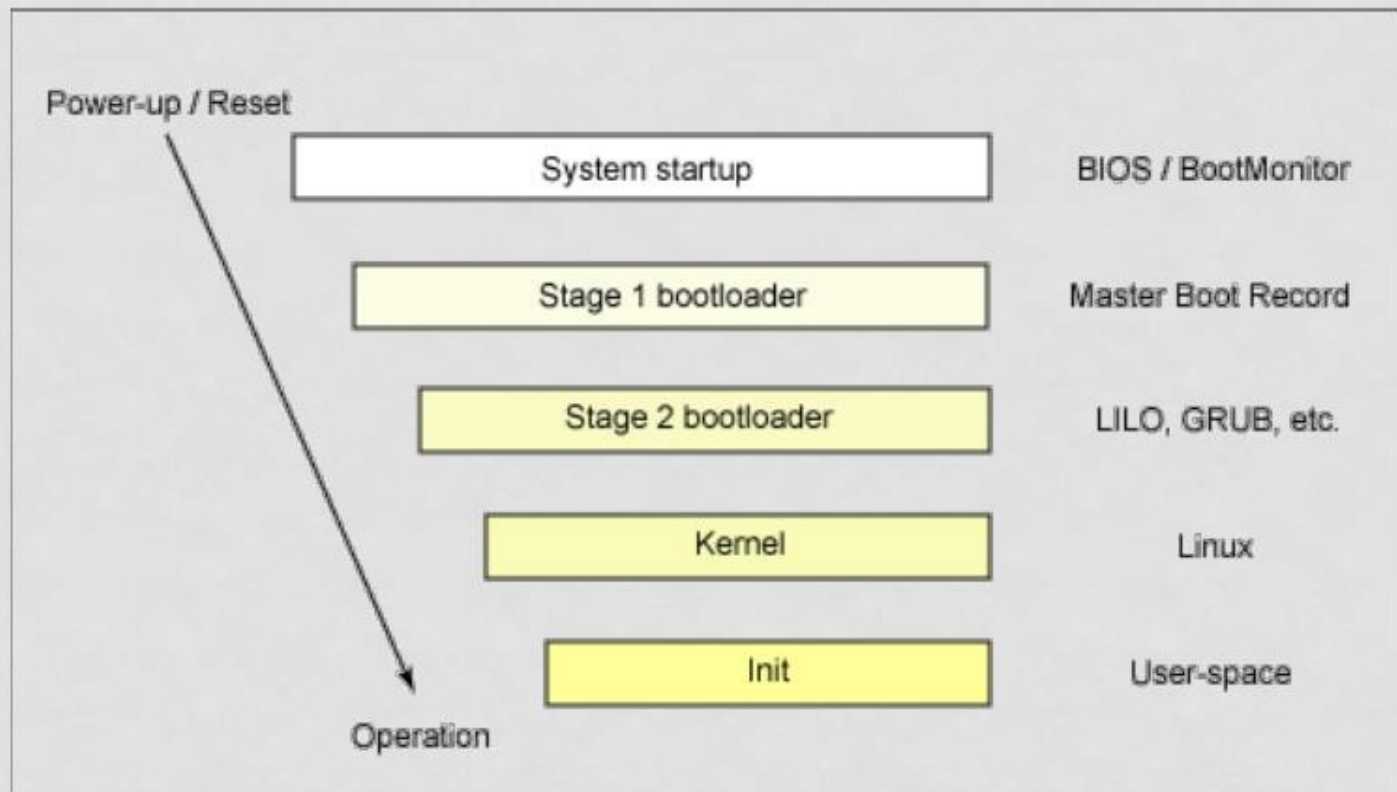 Power-up / Reset
System startup
BIOS / BootMonitor
Stage 1 bootloader
Master Boot Record
Stage 2 bootloader
LILO, GRUB, etc.
Kernel
Linux
Init
User-space
Operation